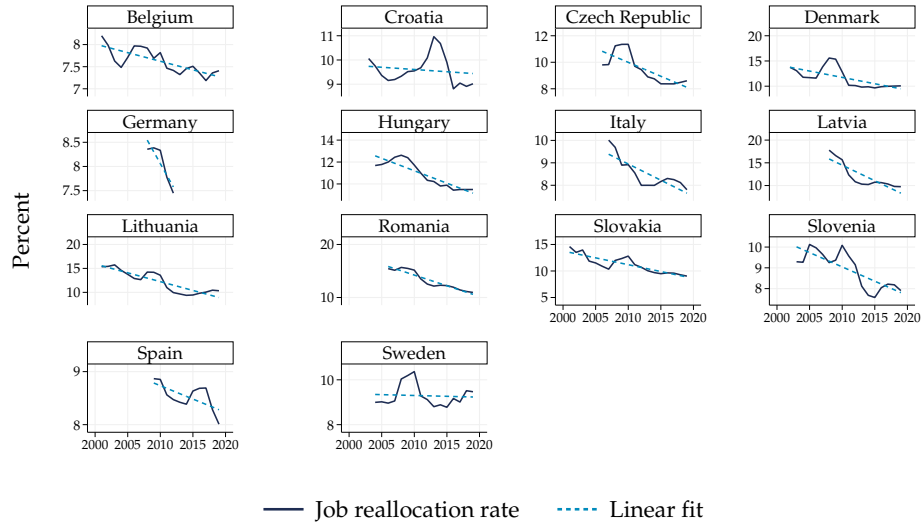 Belgium Croatia Czech Republic Denmark
8 7.5 7
11 10 9
12 10 8
20 15 10
Germany Hungary Italy Latvia
8.5 8 7.5
14 12 10
10 9 8
20 15 10
Percent
Lithuania Romania Slovakia Slovenia
20 15 10
20 15 10
15 10 5
10 9 8
2000 2005 2010 2015 2020 2000 2005 2010 2015 2020
Spain Sweden
9 8
10 8
2000 2005 2010 2015 2020 2000 2005 2010 2015 2020
Job reallocation rate Linear fit